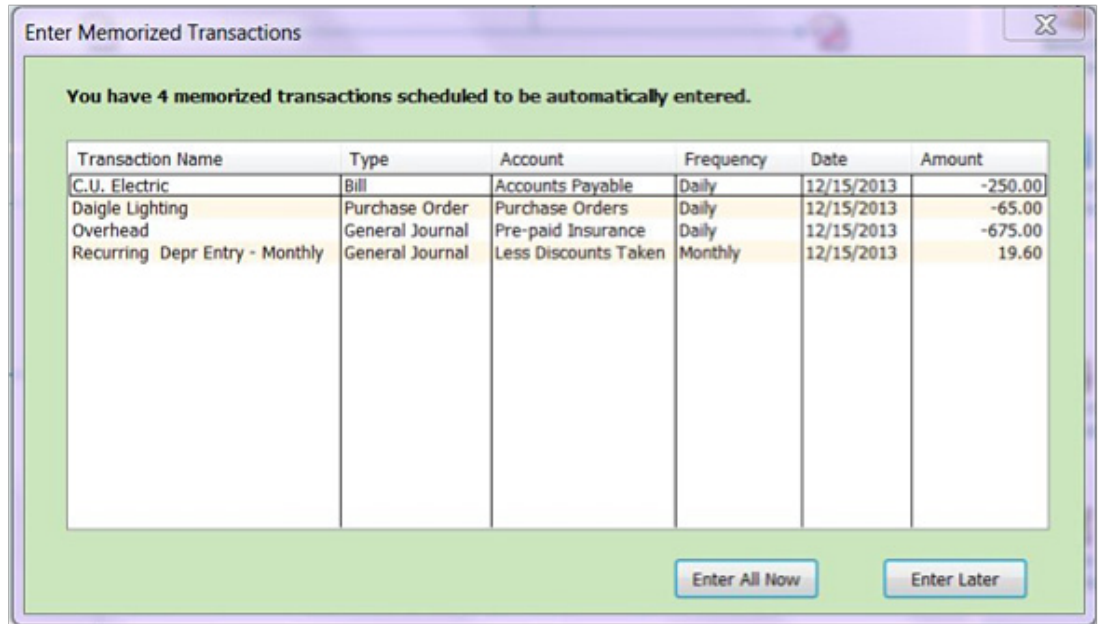 Enter Memorized Transactions
You have 4 memorized transactions scheduled to be automatically entered.
Transaction Name Type Account Frequency Date Amount
C.U. Electric Bill Accounts Payable Daily 12/15/2013 -250.00
Daigle Lighting Purchase Order Purchase Orders Daily 12/15/2013 -65.00
Overhead General Journal Pre-paid Insurance Daily 12/15/2013 -675.00
Recurring Depr Entry - Monthly General Journal Less Discounts Taken Monthly 12/15/2013 19.60
Enter All Now Enter Later